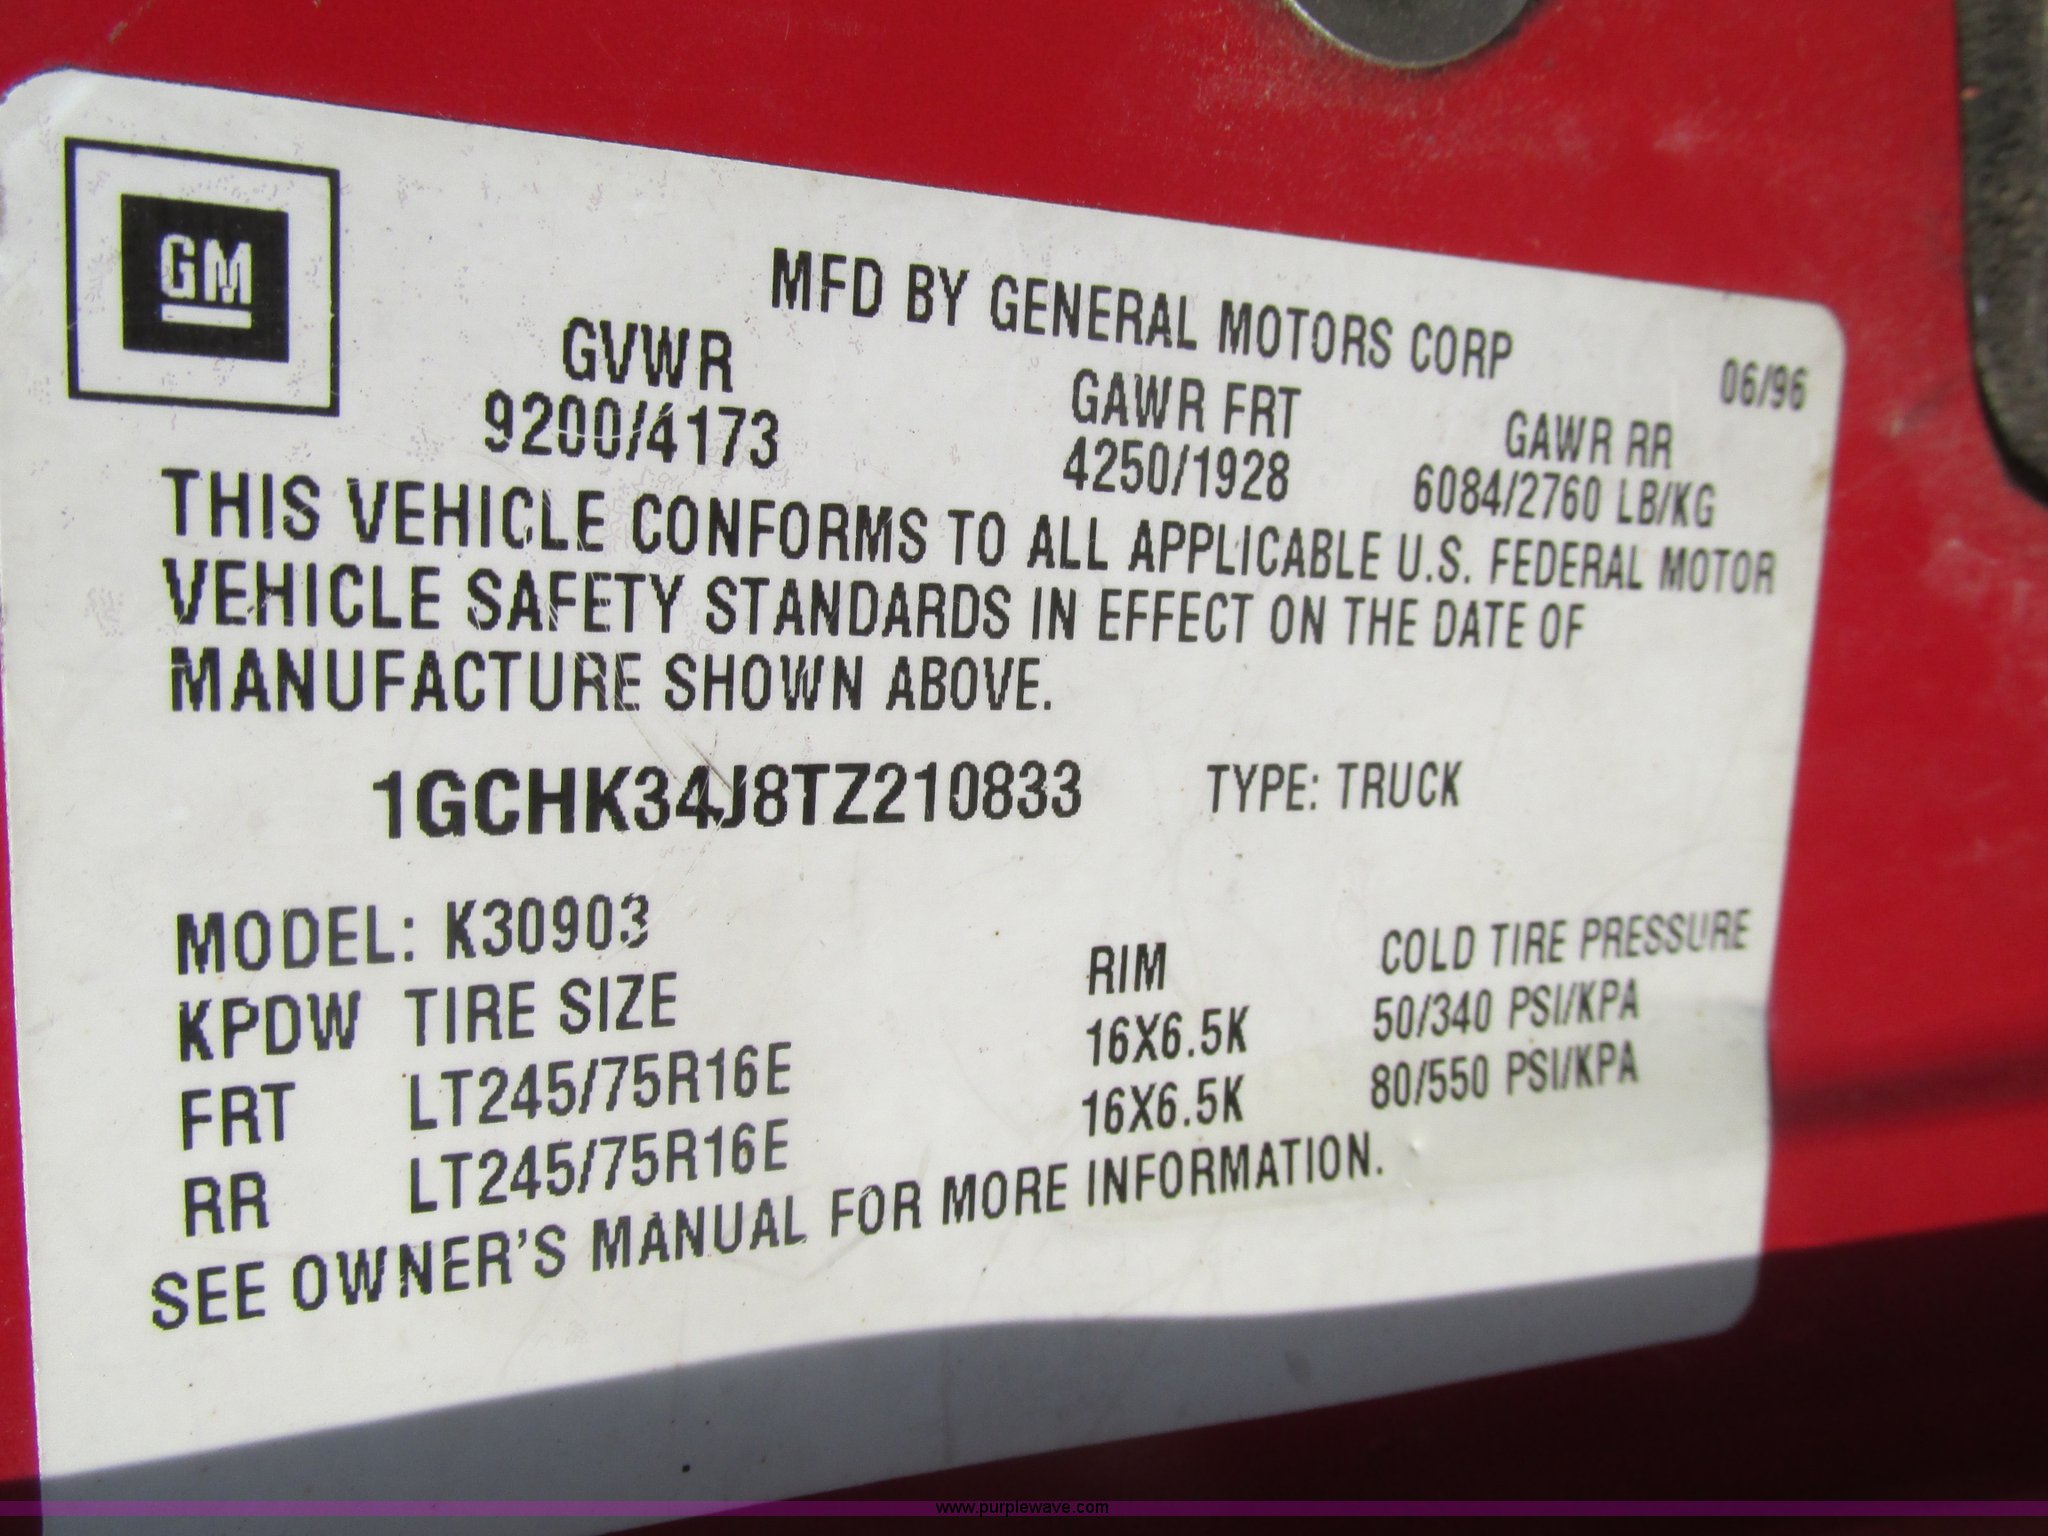 GM
MFD BY GENERAL MOTORS CORP 06/96
GVWR GAWR FRT GAWR RR
9200/4173 4250/1928 6084/2760 LB/KG
THIS VEHICLE CONFORMS TO ALL APPLICABLE U.S. FEDERAL MOTOR
VEHICLE SAFETY STANDARDS IN EFFECT ON THE DATE OF
MANUFACTURE SHOWN ABOVE.
1GCHK34J8TZ210833 TYPE: TRUCK
MODEL: K30903
KPDW TIRE SIZE RIM COLD TIRE PRESSURE
FRT LT245/75R16E 16X6.5K 50/340 PSI/KPA
RR LT245/75R16E 16X6.5K 80/550 PSI/KPA
SEE OWNER'S MANUAL FOR MORE INFORMATION.
www.purplewave.com